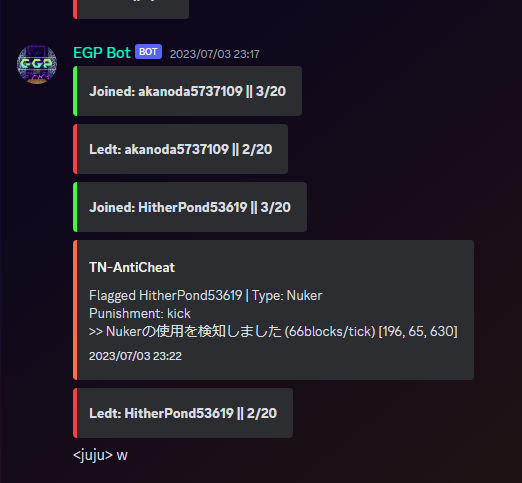 EGP Bot BOT 2023/07/03 23:17
EGP
Joined: akanoda5737109 || 3/20
Ledt: akanoda5737109 || 2/20
Joined: HitherPond53619 || 3/20
TN-AntiCheat
Flagged HitherPond53619 | Type: Nuker
Punishment: kick
>> Nukerの使用を検知しました (66blocks/tick) [196, 65, 630]
2023/07/03 23:22
Ledt: HitherPond53619 || 2/20
<juju> w